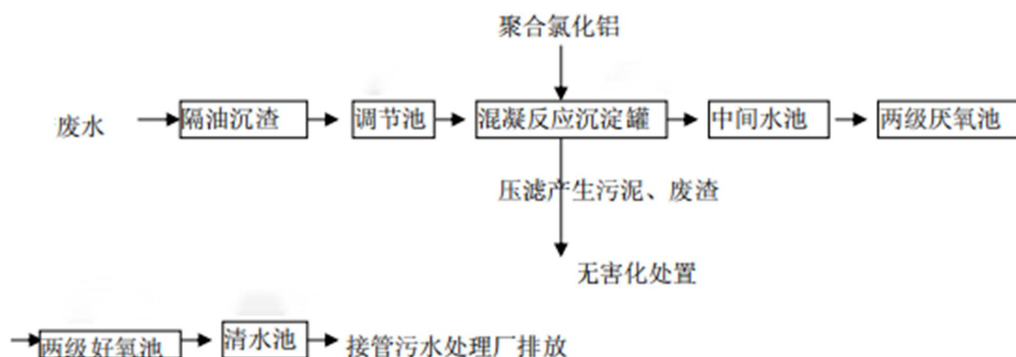 聚合氯化铝
废水
隔油沉渣
调节池
混凝反应沉淀罐
中间水池
两级厌氧池
压滤产生污泥、废渣
无害化处置
两级好氧池
清水池
接管污水处理厂排放